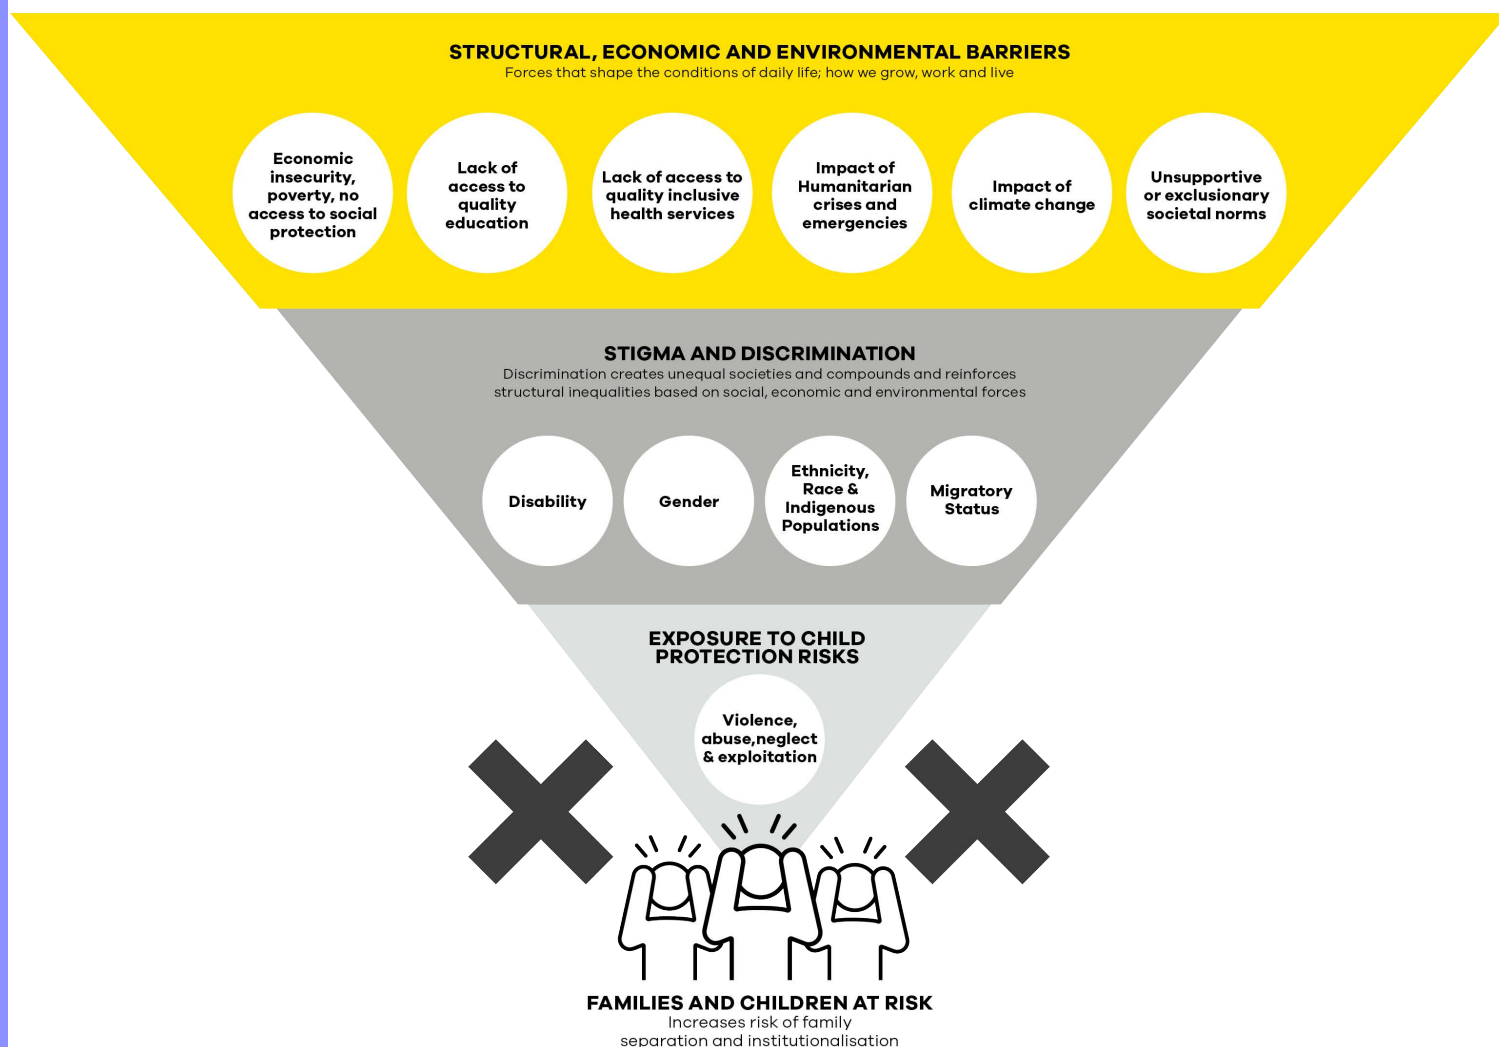 STRUCTURAL, ECONOMIC AND ENVIRONMENTAL BARRIERS
Forces that shape the conditions of daily life; how we grow, work and live
Economic
insecurity,
poverty, no
access to social
protection
Lack of
access to
quality
education
Lack of access to
quality inclusive
health services
Impact of
Humanitarian
crises and
emergencies
Impact of
climate change
Unsupportive
or exclusionary
societal norms
STIGMA AND DISCRIMINATION
Discrimination creates unequal societies and compounds and reinforces
structural inequalities based on social, economic and environmental forces
Disability
Gender
Ethnicity,
Race &
Indigenous
Populations
Migratory
Status
EXPOSURE TO CHILD
PROTECTION RISKS
Violence,
abuse,neglect
& exploitation
FAMILIES AND CHILDREN AT RISK
Increases risk of family
separation and institutionalisation